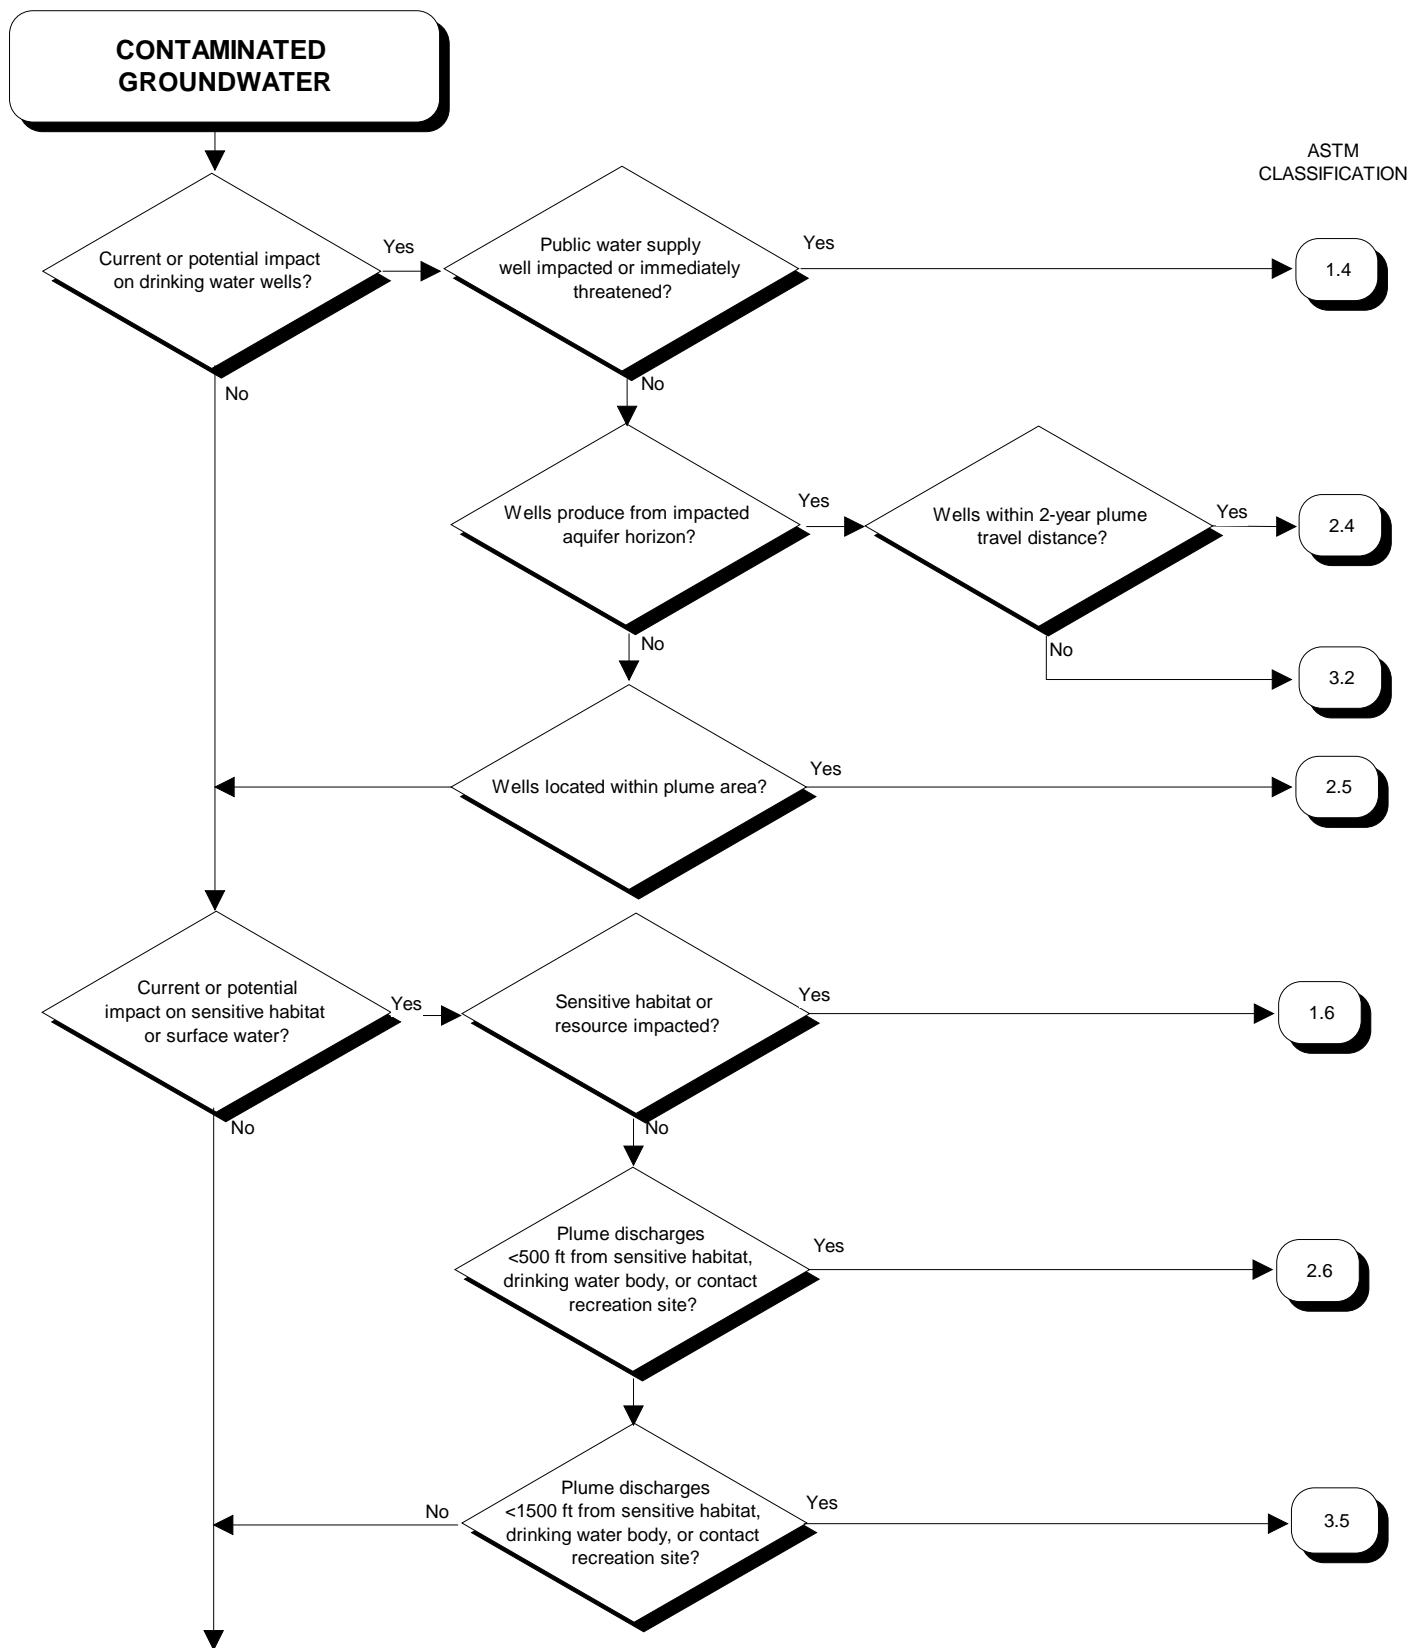 CONTAMINATED
GROUNDWATER
ASTM
CLASSIFICATION
Current or potential impact
on drinking water wells?
Yes
Public water supply
well impacted or immediately
threatened?
Yes
1.4
No
No
Wells produce from impacted
aquifer horizon?
Yes
Wells within 2-year plume
travel distance?
Yes
2.4
No
No
3.2
Wells located within plume area?
Yes
2.5
Current or potential
impact on sensitive habitat
or surface water?
Yes
Sensitive habitat or
resource impacted?
Yes
1.6
No
No
Plume discharges
<500 ft from sensitive habitat,
drinking water body, or contact
recreation site?
Yes
2.6
No
Plume discharges
<1500 ft from sensitive habitat,
drinking water body, or contact
recreation site?
Yes
3.5